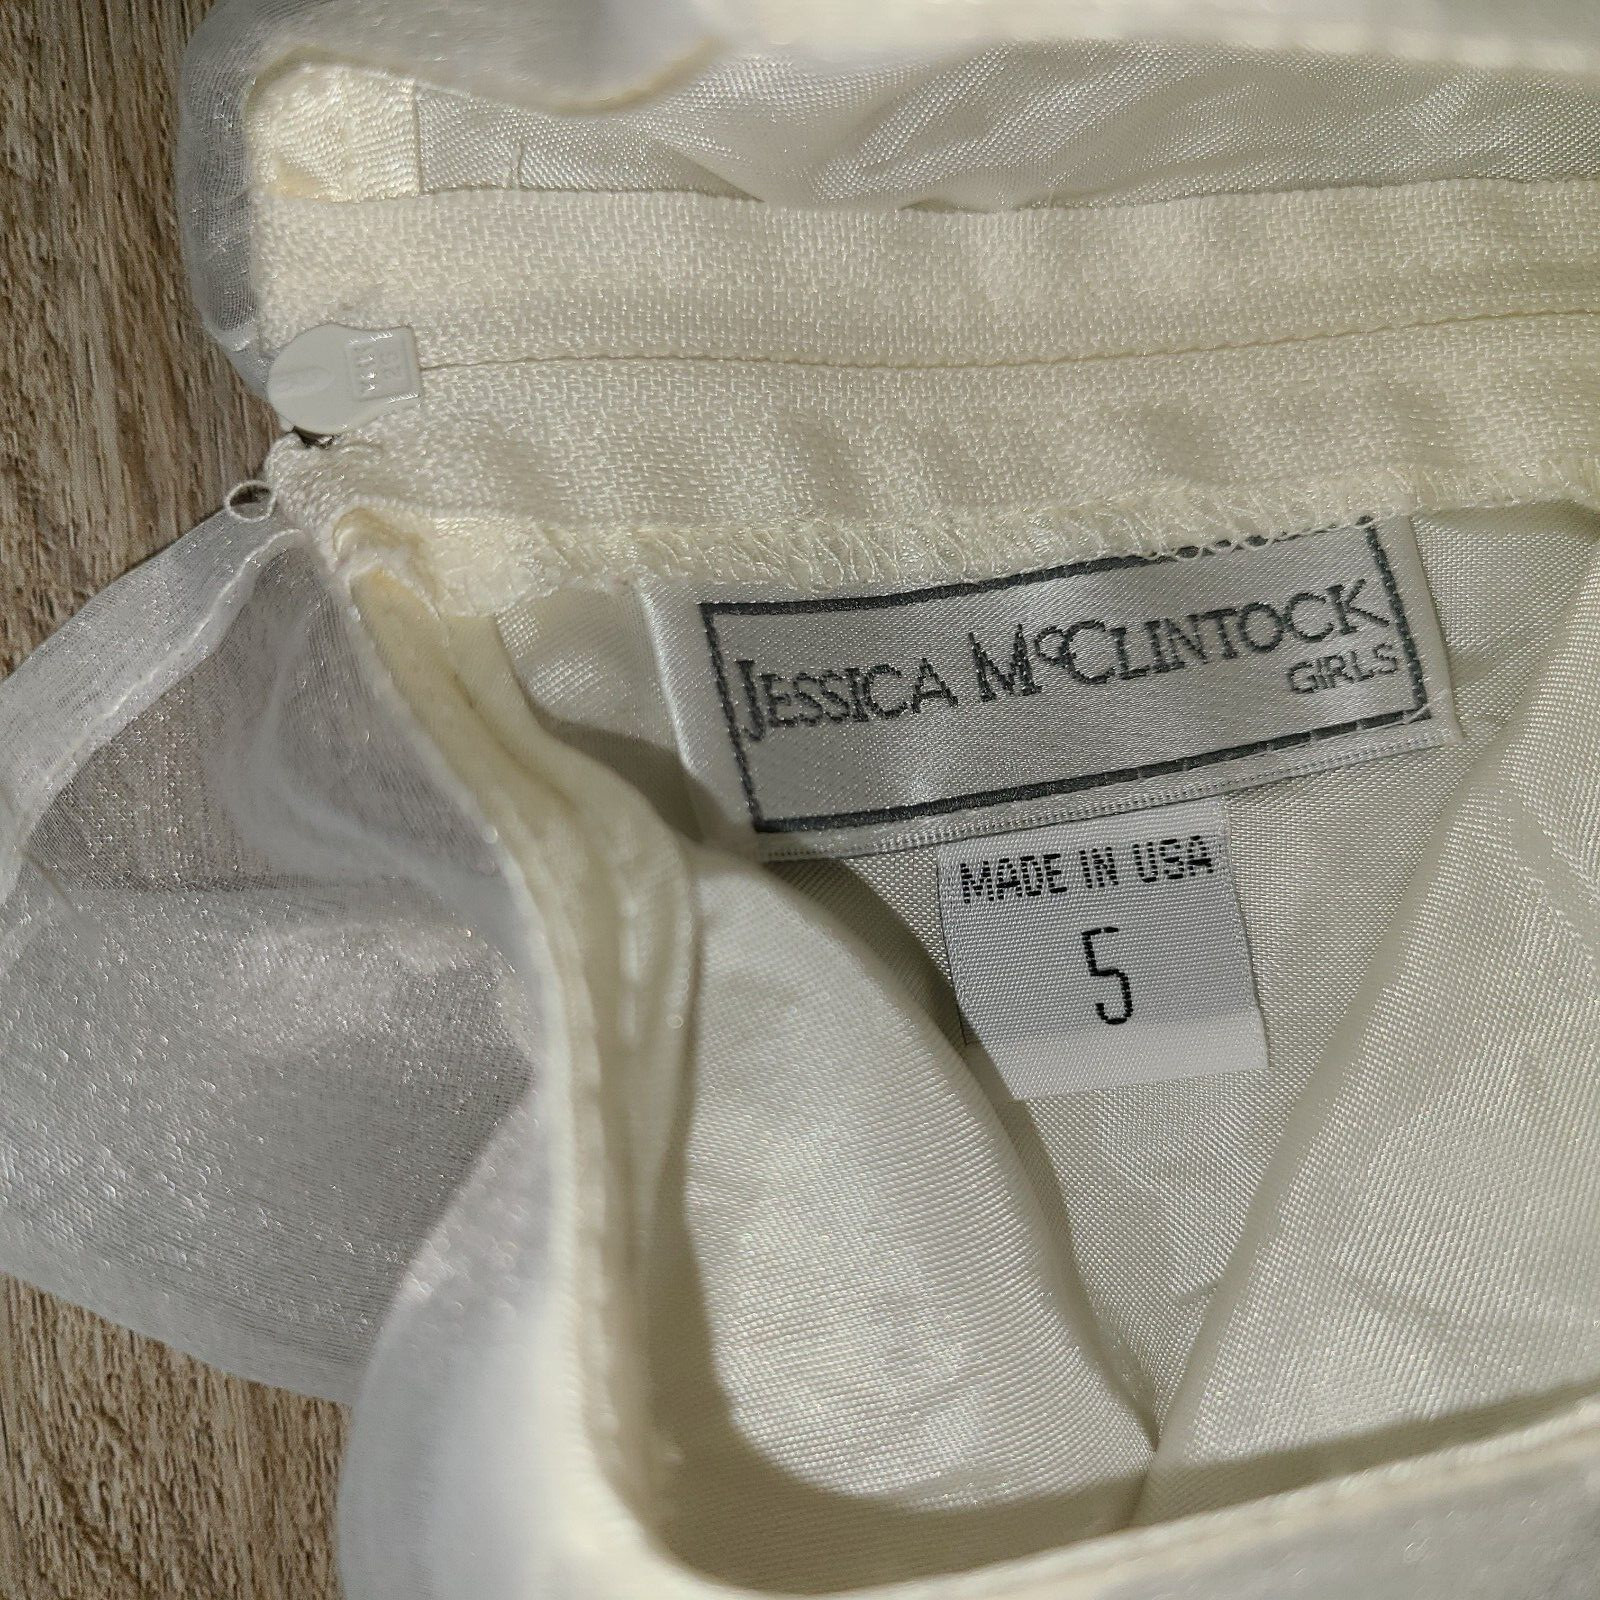 JESSICA McCLINTOCK
GIRLS
MADE IN USA
5